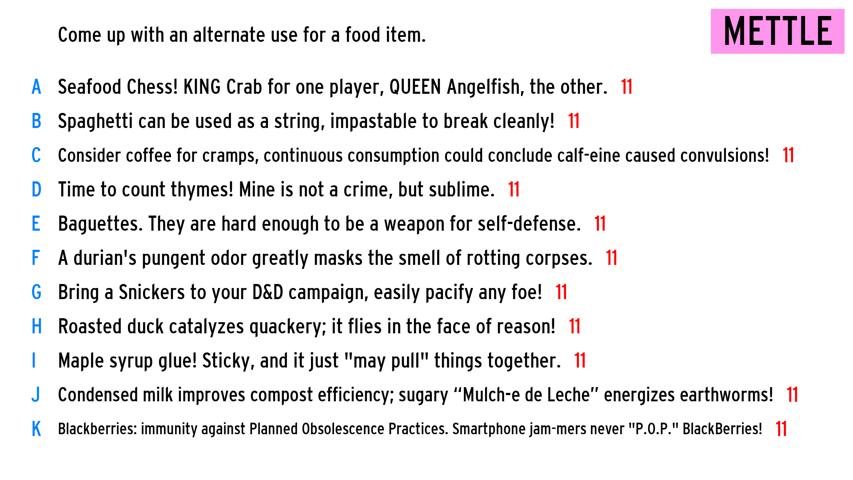 Come up with an alternate use for a food item.
METTLE
A Seafood Chess! KING Crab for one player, QUEEN Angelfish, the other. 11
B Spaghetti can be used as a string, impastable to break cleanly! 11
C Consider coffee for cramps, continuous consumption could conclude calf-eine caused convulsions! 11
D Time to count thymes! Mine is not a crime, but sublime. 11
E Baguettes. They are hard enough to be a weapon for self-defense. 11
F A durian's pungent odor greatly masks the smell of rotting corpses. 11
G Bring a Snickers to your D&D campaign, easily pacify any foe! 11
H Roasted duck catalyzes quackery; it flies in the face of reason! 11
I Maple syrup glue! Sticky, and it just "may pull" things together. 11
J Condensed milk improves compost efficiency; sugary “Mulch-e de Leche” energizes earthworms! 11
K Blackberries: immunity against Planned Obsolescence Practices. Smartphone jam-mers never "P.O.P." BlackBerries! 11